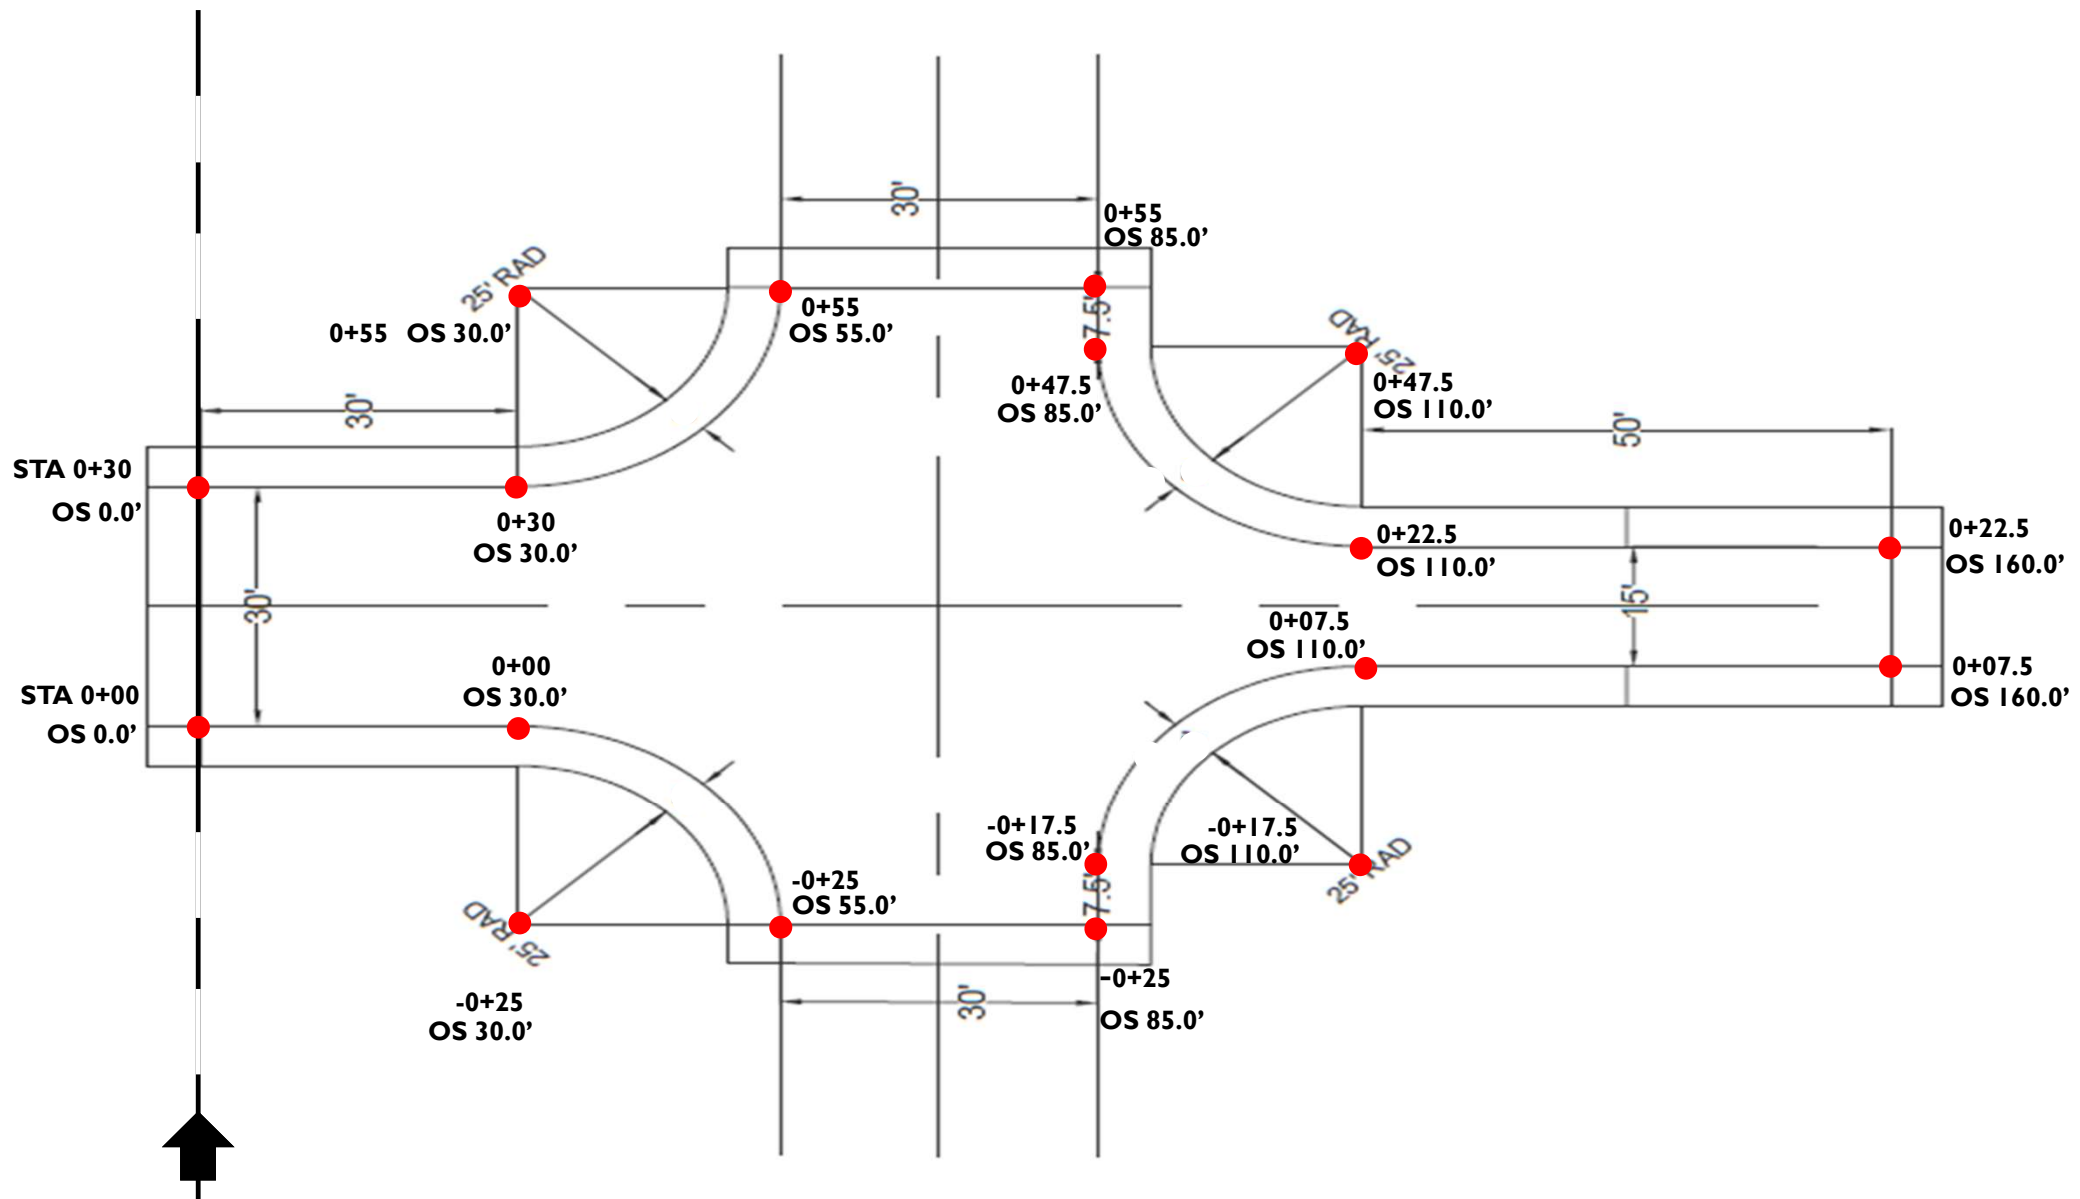 30'
0+55
OS 85.0’
25' RAD
0+55 OS 30.0’
0+55
OS 55.0’
7.5'
25' RAD
0+47.5
OS 85.0’
0+47.5
OS 110.0’
30'
50'
STA 0+30
OS 0.0’
0+30
OS 30.0’
0+22.5
OS 110.0’
0+22.5
OS 160.0’
30'
15'
0+07.5
OS 110.0’
0+00
OS 30.0’
STA 0+00
OS 0.0’
0+07.5
OS 160.0’
-0+17.5
OS 85.0’
-0+17.5
OS 110.0’
25' RAD
-0+25
OS 55.0’
7.5'
25' RAD
-0+25
OS 30.0’
30'
-0+25
OS 85.0’